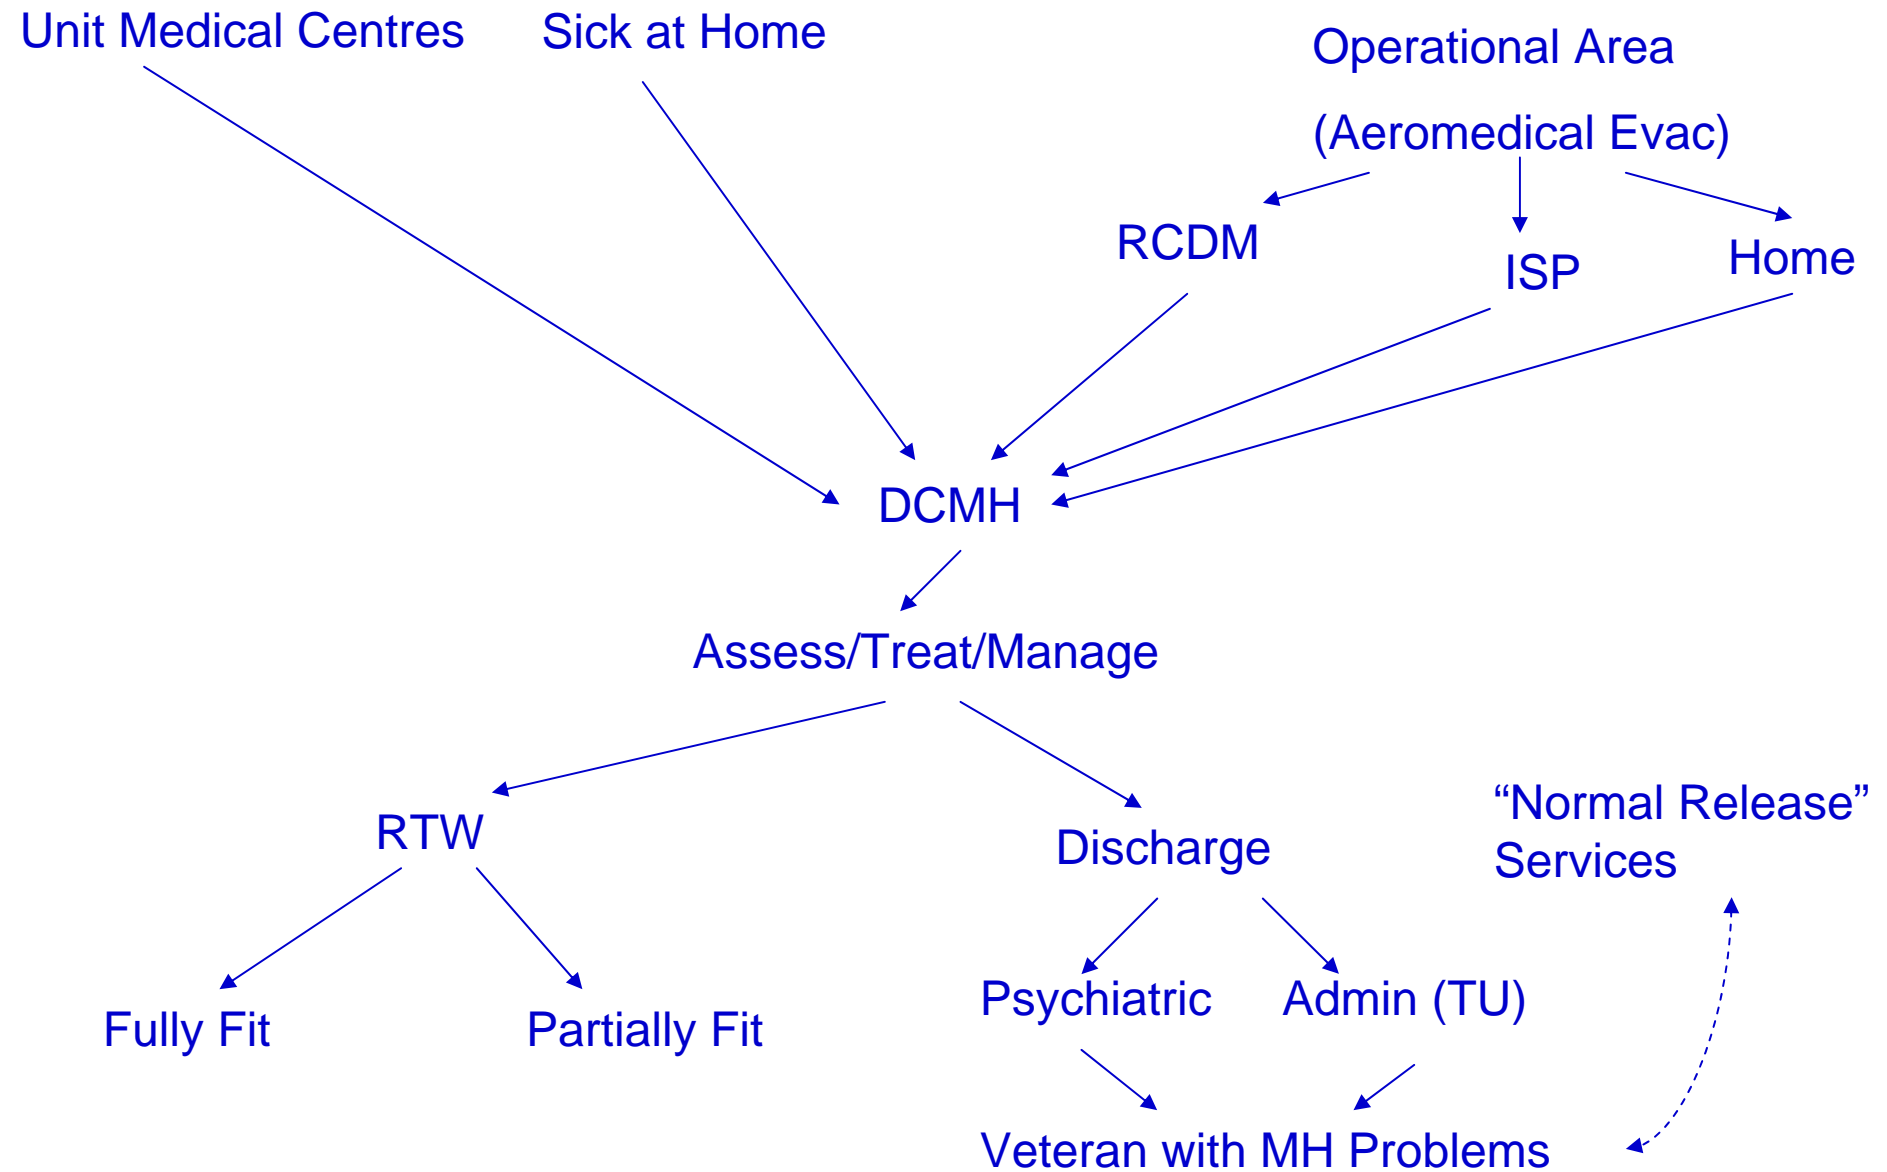 Unit Medical Centres
Sick at Home
Operational Area
(Aeromedical Evac)
RCDM
ISP
Home
DCMH
Assess/Treat/Manage
RTW
Discharge
“Normal Release”
Services
Fully Fit
Partially Fit
Psychiatric
Admin (TU)
Veteran with MH Problems